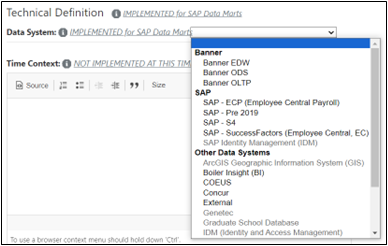 Technical Definition IMPLEMENTED for SAP Data Marts
Data System: IMPLEMENTED for SAP Data Marts
Time Context: NOT IMPLEMENTED AT THIS TIM
Source Size
Banner
Banner EDW
Banner ODS
Banner OLTP
SAP
SAP - ECP (Employee Central Payroll)
SAP - Pre 2019
SAP - S4
SAP - SuccessFactors (Employee Central, EC)
SAP Identity Management (IDM)
Other Data Systems
ArcGIS Geographic Information System (GIS)
Boiler Insight (BI)
COEUS
Concur
External
Genetec
Graduate School Database
IDM (Identity and Access Management)
To use a browser context menu should hold down 'Ctrl'.